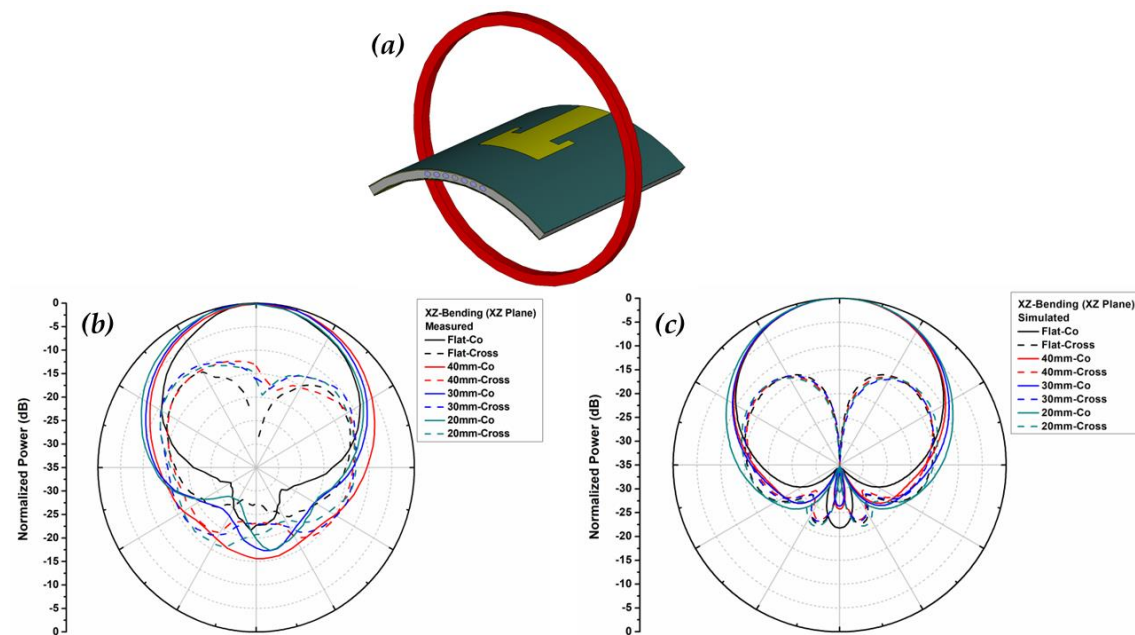 (a)
(b)
Normalized Power (dB)
0
-5
-10
-15
-20
-25
-30
-35
-30
-25
-20
-15
-10
-5
0
XZ-Bending (XZ Plane)
Measured
Flat-Co
Flat-Cross
40mm-Co
40mm-Cross
30mm-Co
30mm-Cross
20mm-Co
20mm-Cross
(c)
Normalized Power (dB)
0
-5
-10
-15
-20
-25
-30
-35
-30
-25
-20
-15
-10
-5
0
XZ-Bending (XZ Plane)
Simulated
Flat-Co
Flat-Cross
40mm-Co
40mm-Cross
30mm-Co
30mm-Cross
20mm-Co
20mm-Cross